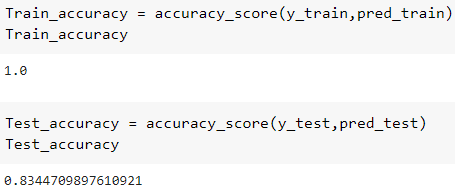 Train_accuracy = accuracy_score(y_train,pred_train)
Train_accuracy
1.0
Test_accuracy = accuracy_score(y_test,pred_test)
Test_accuracy
0.8344709897610921